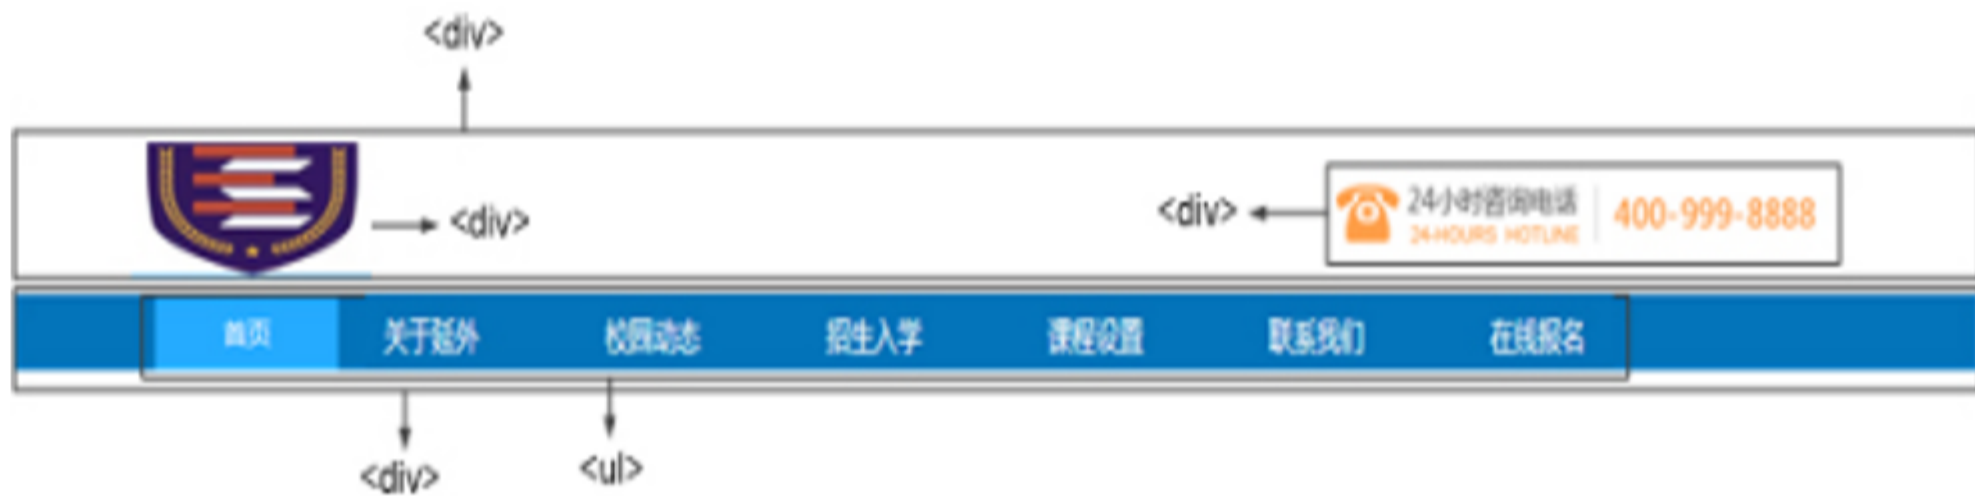 <div>
<div>
<div>
24小时咨询电话
24-HOURS HOTLINE
400-999-8888
首页 关于延外 校园动态 招生入学 课程设置 联系我们 在线报名
<div>
<ul>